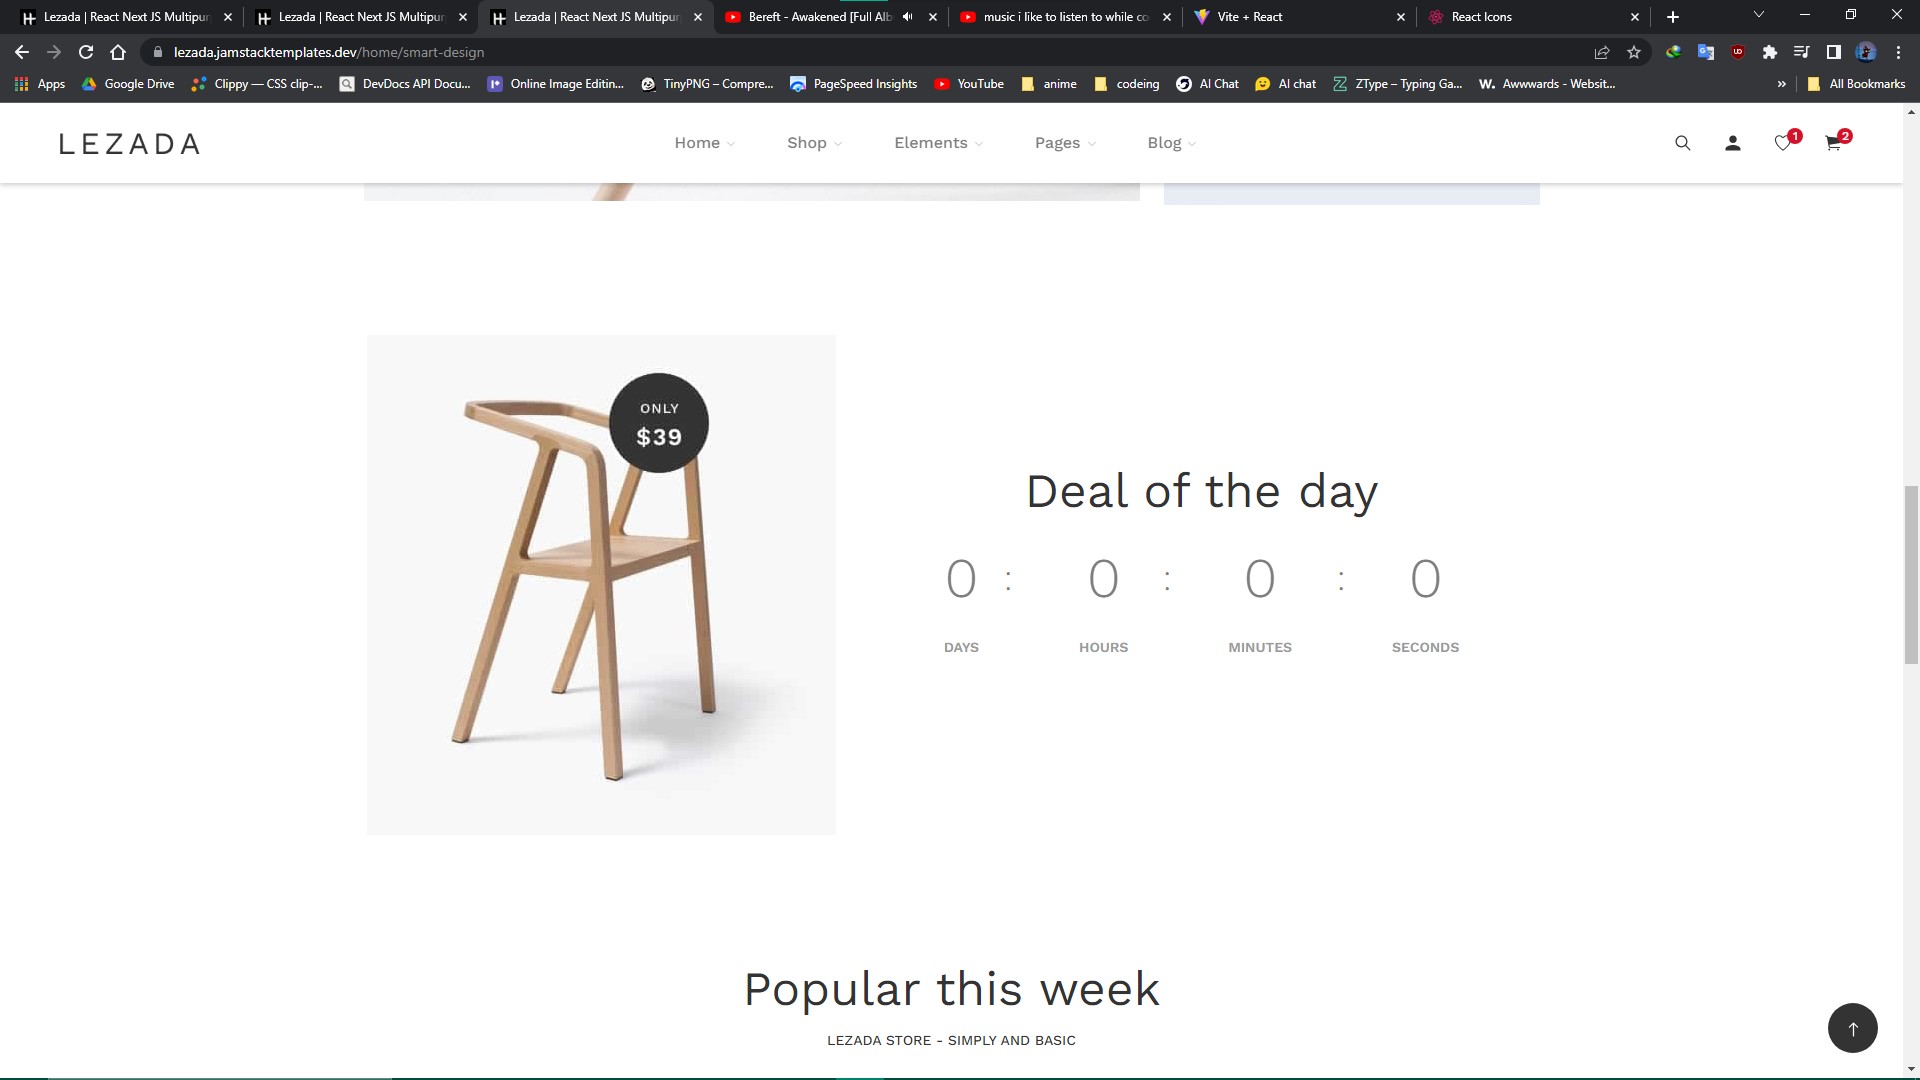 Lezada | React Next JS Multipur
Lezada | React Next JS Multipur
Lezada | React Next JS Multipur
Bereft - Awakened [Full Alb
music i like to listen to while co
Vite + React
React Icons
lezada.jamstacktemplates.dev/home/smart-design
Apps
Google Drive
Clippy — CSS clip-...
DevDocs API Docu...
Online Image Editin...
TinyPNG – Compre...
PageSpeed Insights
YouTube
anime
codeing
AI Chat
AI chat
ZType – Typing Ga...
W. Awwwards - Websit...
»
All Bookmarks
LEZADA
Home
Shop
Elements
Pages
Blog
1
2
ONLY
$39
Deal of the day
0 : 0 : 0 : 0
DAYS HOURS MINUTES SECONDS
Popular this week
LEZADA STORE - SIMPLY AND BASIC